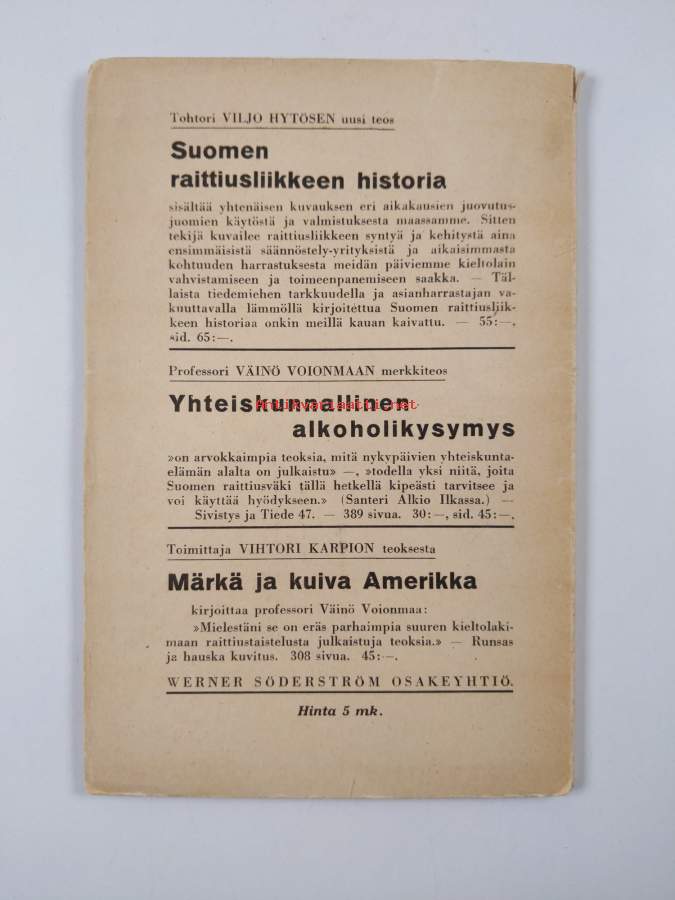 Tohtori VILJO HYTÖSEN uusi teos
Suomen
raittiusliikkeen historia
sisältää yhtenäisen kuvauksen eri aikakausien juovutus-
juomien käytöstä ja valmistuksesta maassamme. Sitten
tekijä kuvailee raittiusliikkeen syntyä ja kehitystä aina
ensimmäisistä säännöstely-yrityksistä ja aikaisimmasta
kohtuuden harrastuksesta meidän päiviemme kieltolain
vahvistamiseen ja toimeenpanemiseen saakka. — Täl-
laista tiedemiehen tarkkuudella ja asianharrastajan va-
kuuttavalla lämmöllä kirjoitettua Suomen raittiusliik-
keen historiaa onkin meillä kauan kaivattu. — 55:—,
sid. 65:—.
Professori VÄINÖ VOIONMAAN merkkiteos
Yhteiskunnallinen
Antikvariaatti.net
alkoholikysymys
»on arvokkaimpia teoksia, mitä nykypäivien yhteiskunta-
elämän alalta on julkaistu» —, »todella yksi niitä, joita
Suomen raittiusväki tällä hetkellä kipeästi tarvitsee ja
voi käyttää hyödykseen.» (Santeri Alkio Ilkassa.) —
Sivistys ja Tiede 47. — 389 sivua. 30:—, sid. 45:—.
Toimittaja VIHTORI KARPION teoksesta
Märkä ja kuiva Amerikka
kirjoittaa professori Väinö Voionmaa:
»Mielestäni se on eräs parhaimpia suuren kieltolaki-
maan raittiustaistelusta julkaistuja teoksia.» — Runsas
ja hauska kuvitus. 308 sivua. 45:—.
WERNER SÖDERSTRÖM OSAKEYHTIÖ.
Hinta 5 mk.